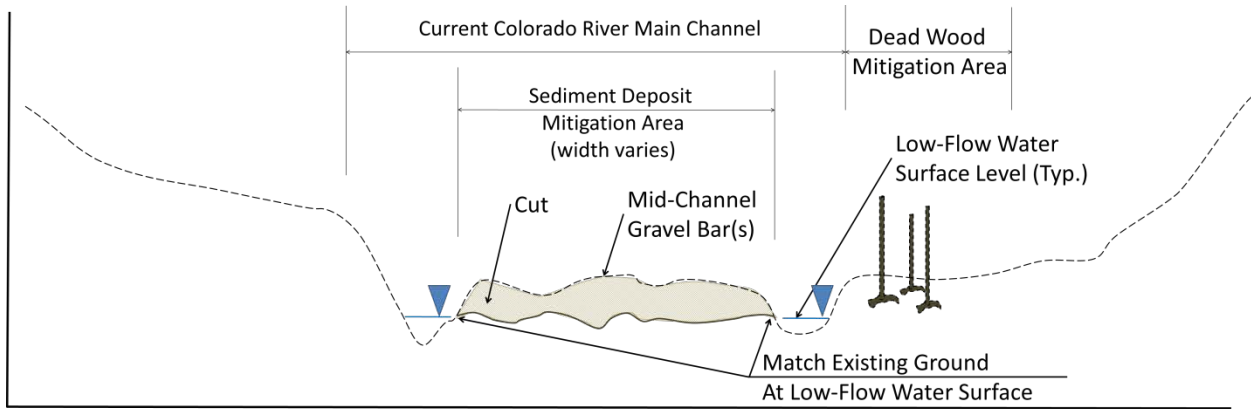 Current Colorado River Main Channel
Dead Wood
Mitigation Area
Sediment Deposit
Mitigation Area
(width varies)
Low-Flow Water
Surface Level (Typ.)
Cut
Mid-Channel
Gravel Bar(s)
Match Existing Ground
At Low-Flow Water Surface